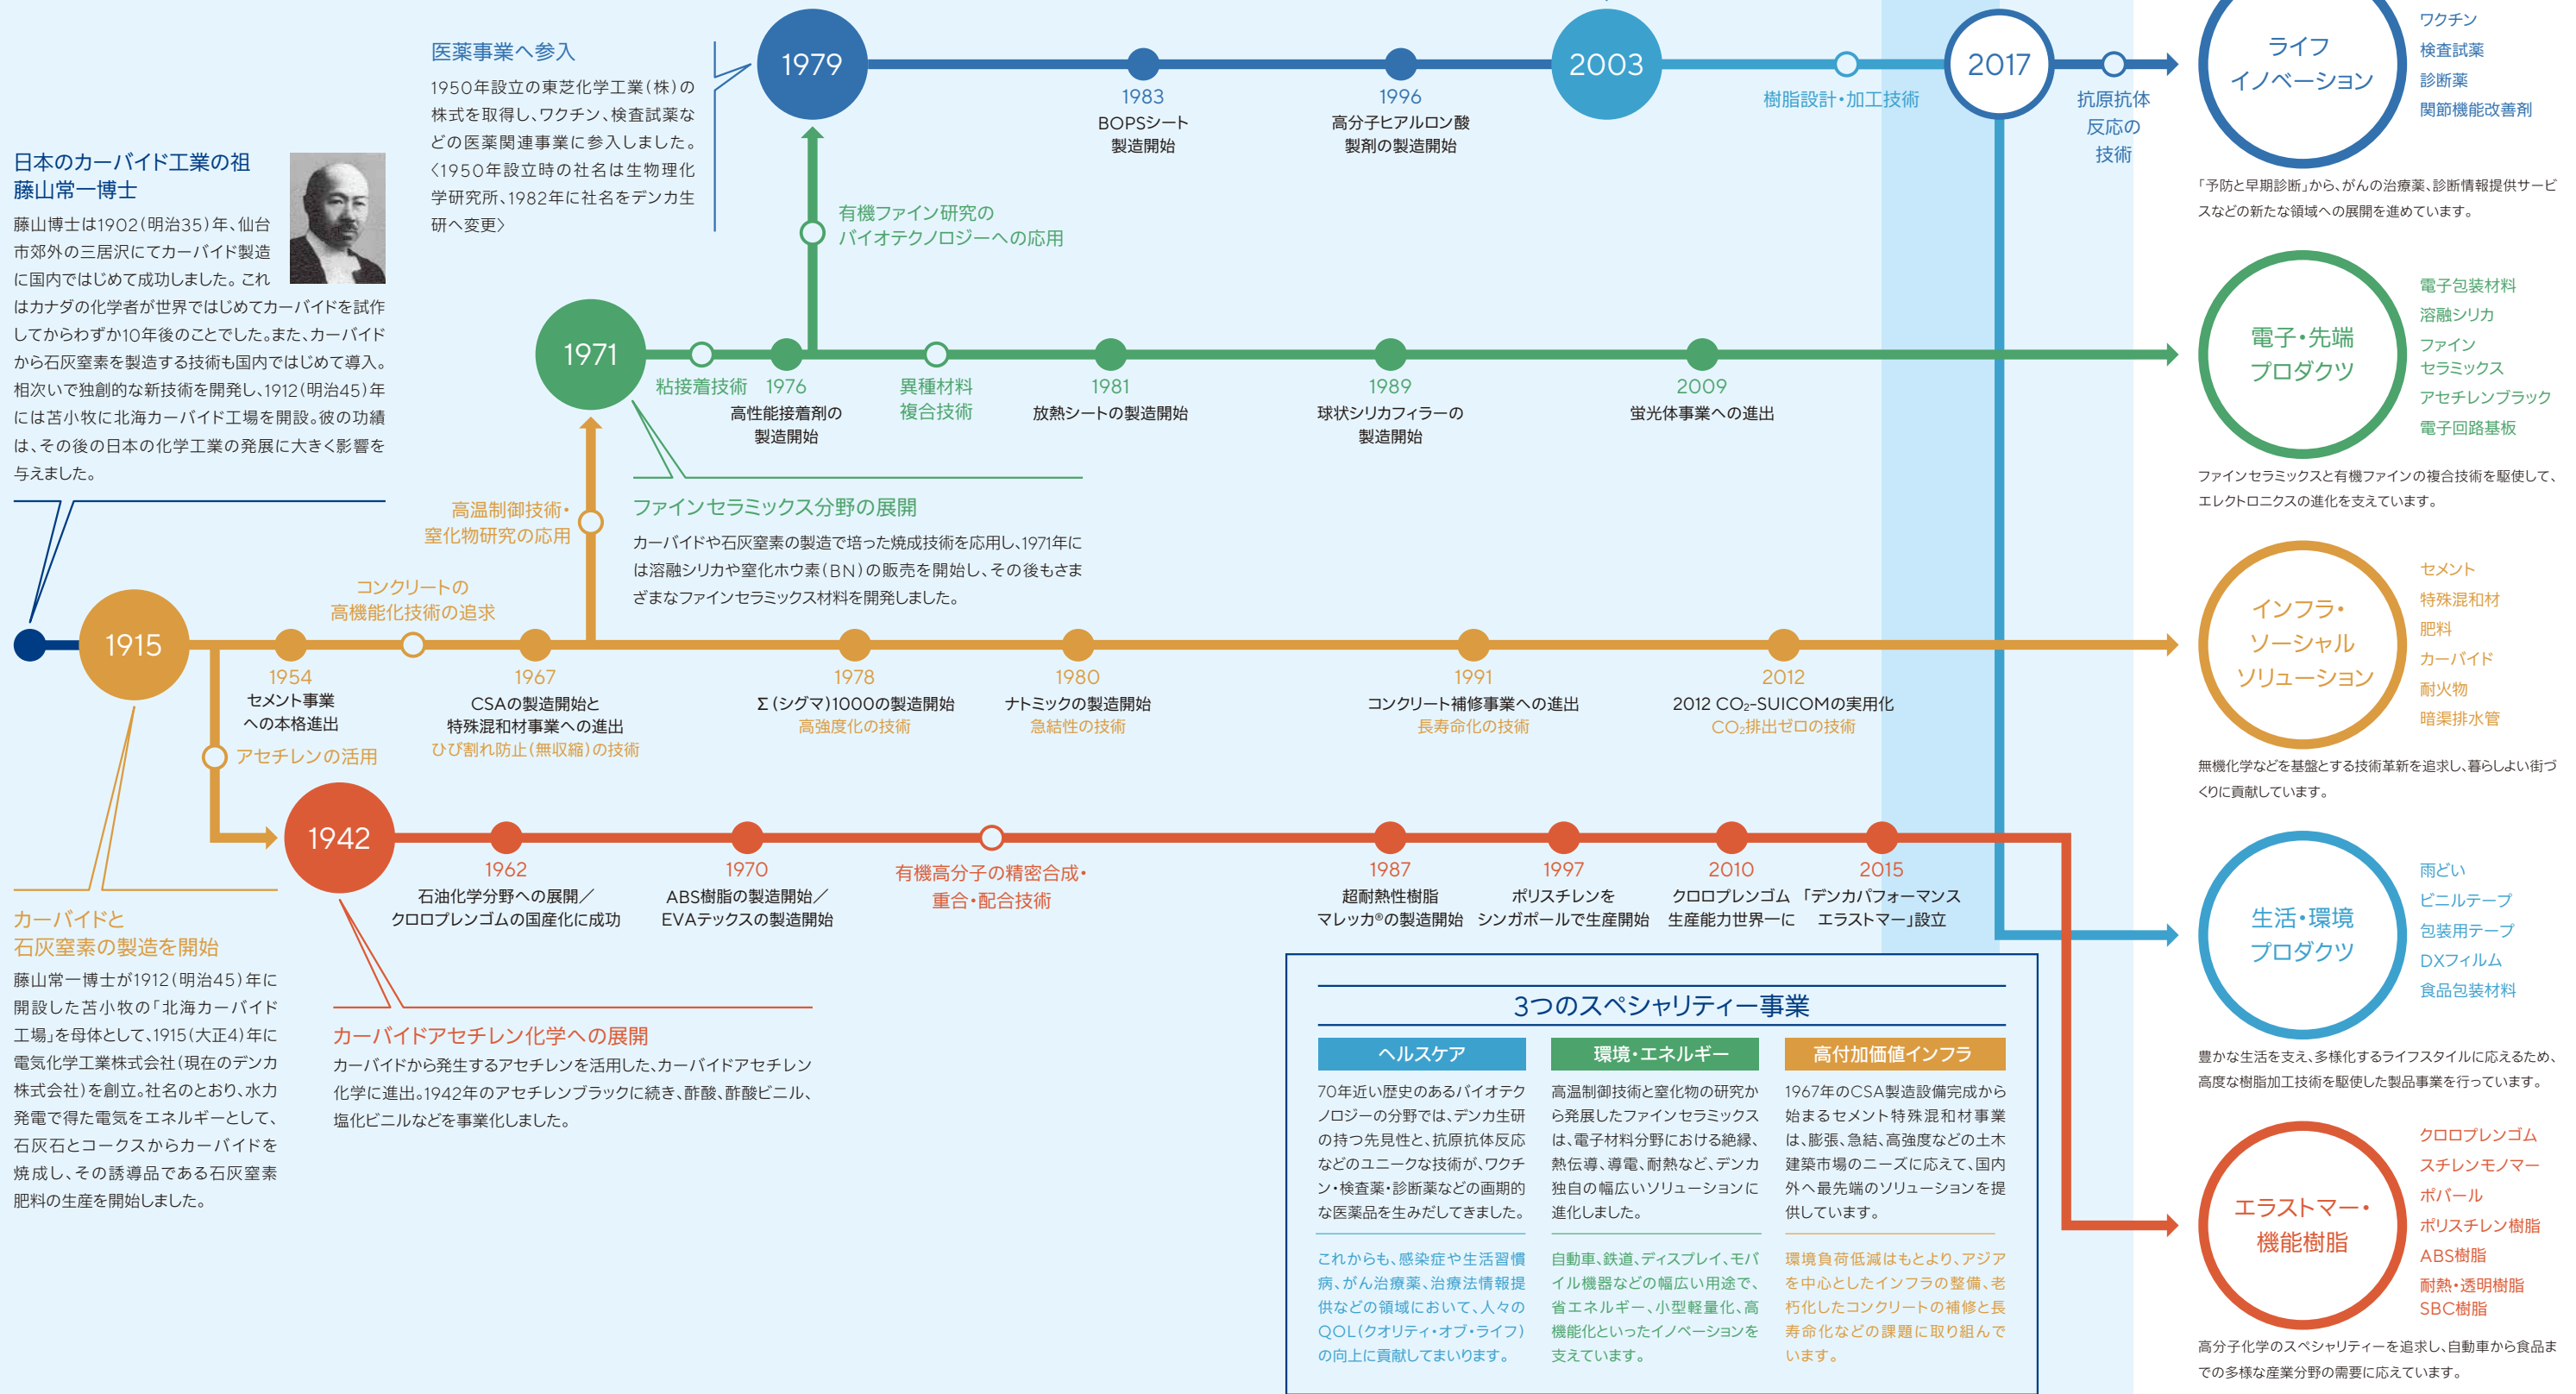 医薬事業へ参入
1950年設立の東芝化学工業(株)の
株式を取得し、ワクチン、検査試薬な
どの医薬関連事業に参入しました。
〈1950年設立時の社名は生物理化
学研究所、1982年に社名をデンカ生
研へ変更〉
1979
1983
BOPSシート
製造開始
1996
高分子ヒアルロン酸
製剤の製造開始
2003
樹脂設計・加工技術
2017
抗原抗体
反応の
技術
ライフ
イノベーション
ワクチン
検査試薬
診断薬
関節機能改善剤
「予防と早期診断」から、がんの治療薬、診断情報提供サービ
スなどの新たな領域への展開を進めています。
日本のカーバイド工業の祖
藤山常一博士
藤山博士は1902(明治35)年、仙台
市郊外の三居沢にてカーバイド製造
に国内ではじめて成功しました。これ
はカナダの化学者が世界ではじめてカーバイドを試作
してからわずか10年後のことでした。また、カーバイド
から石灰窒素を製造する技術も国内ではじめて導入。
相次いで独創的な新技術を開発し、1912(明治45)年
には苫小牧に北海カーバイド工場を開設。彼の功績
は、その後の日本の化学工業の発展に大きく影響を
与えました。
有機ファイン研究の
バイオテクノロジーへの応用
1971
粘接着技術
1976
高性能接着剤の
製造開始
異種材料
複合技術
1981
放熱シートの製造開始
1989
球状シリカフィラーの
製造開始
2009
蛍光体事業への進出
電子・先端
プロダクツ
電子包装材料
溶融シリカ
ファイン
セラミックス
アセチレンブラック
電子回路基板
ファインセラミックスと有機ファインの複合技術を駆使して、
エレクトロニクスの進化を支えています。
高温制御技術・
窒化物研究の応用
ファインセラミックス分野の展開
カーバイドや石灰窒素の製造で培った焼成技術を応用し、1971年に
は溶融シリカや窒化ホウ素(BN)の販売を開始し、その後もさま
ざまなファインセラミックス材料を開発しました。
1915
1954
セメント事業
への本格進出
コンクリートの
高機能化技術の追求
1967
CSAの製造開始と
特殊混和材事業への進出
ひび割れ防止(無収縮)の技術
1978
Σ(シグマ)1000の製造開始
高強度化の技術
1980
ナトミックの製造開始
急結性の技術
1991
コンクリート補修事業への進出
長寿命化の技術
2012
2012 CO₂-SUICOMの実用化
CO₂排出ゼロの技術
インフラ・
ソーシャル
ソリューション
セメント
特殊混和材
肥料
カーバイド
耐火物
暗渠排水管
無機化学などを基盤とする技術革新を追求し、暮らしよい街づ
くりに貢献しています。
アセチレンの活用
1942
1962
石油化学分野への展開／
クロロプレンゴムの国産化に成功
1970
ABS樹脂の製造開始／
EVAテックスの製造開始
有機高分子の精密合成・
重合・配合技術
1987
超耐熱性樹脂
マレッカ®の製造開始
1997
ポリスチレンを
シンガポールで生産開始
2010
クロロプレンゴム
生産能力世界一に
2015
「デンカパフォーマンス
エラストマー」設立
生活・環境
プロダクツ
雨どい
ビニルテープ
包装用テープ
DXフィルム
食品包装材料
豊かな生活を支え、多様化するライフスタイルに応えるため、
高度な樹脂加工技術を駆使した製品事業を行っています。
カーバイドと
石灰窒素の製造を開始
藤山常一博士が1912(明治45)年に
開設した苫小牧の「北海カーバイド
工場」を母体として、1915(大正4)年に
電気化学工業株式会社(現在のデンカ
株式会社)を創立。社名のとおり、水力
発電で得た電気をエネルギーとして、
石灰石とコークスからカーバイドを
焼成し、その誘導品である石灰窒素
肥料の生産を開始しました。
カーバイドアセチレン化学への展開
カーバイドから発生するアセチレンを活用した、カーバイドアセチレン
化学に進出。1942年のアセチレンブラックに続き、酢酸、酢酸ビニル、
塩化ビニルなどを事業化しました。
3つのスペシャリティー事業
ヘルスケア
70年近い歴史のあるバイオテク
ノロジーの分野では、デンカ生研
の持つ先見性と、抗原抗体反応
などのユニークな技術が、ワクチ
ン・検査薬・診断薬などの画期的
な医薬品を生みだしてきました。
これからも、感染症や生活習慣
病、がん治療薬、治療法情報提
供などの領域において、人々の
QOL(クオリティ・オブ・ライフ)
の向上に貢献してまいります。
環境・エネルギー
高温制御技術と窒化物の研究か
ら発展したファインセラミックス
は、電子材料分野における絶縁、
熱伝導、導電、耐熱など、デンカ
独自の幅広いソリューションに
進化しました。
自動車、鉄道、ディスプレイ、モバ
イル機器などの幅広い用途で、
省エネルギー、小型軽量化、高
機能化といったイノベーションを
支えています。
高付加価値インフラ
1967年のCSA製造設備完成から
始まるセメント特殊混和材事業
は、膨張、急結、高強度などの土木
建築市場のニーズに応えて、国内
外へ最先端のソリューションを提
供しています。
環境負荷低減はもとより、アジア
を中心としたインフラの整備、老
朽化したコンクリートの補修と長
寿命化などの課題に取り組んで
います。
エラストマー・
機能樹脂
クロロプレンゴム
スチレンモノマー
ポバール
ポリスチレン樹脂
ABS樹脂
耐熱・透明樹脂
SBC樹脂
高分子化学のスペシャリティーを追求し、自動車から食品ま
での多様な産業分野の需要に応えています。